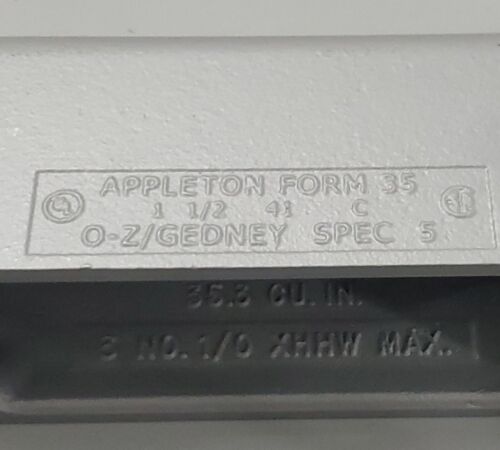 APPLETON FORM 35
1 1/2 41 C
O-Z/GEDNEY SPEC 5
35.3 CU. IN.
3 NO. 1/0 XHHW MAX.